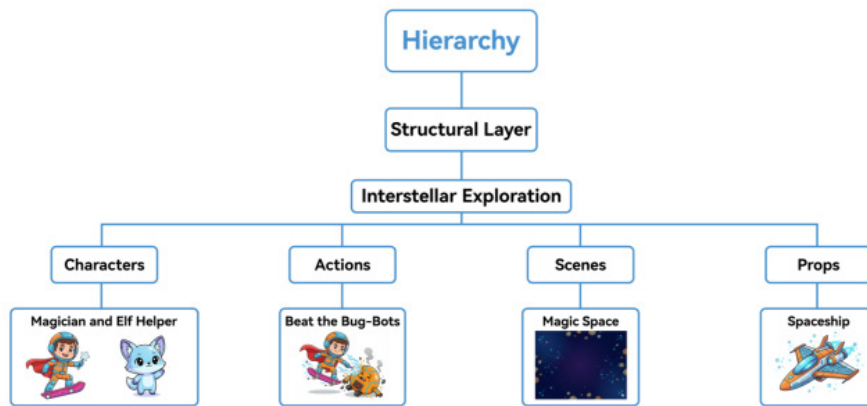 Hierarchy
Structural Layer
Interstellar Exploration
Characters
Actions
Scenes
Props
Magician and Elf Helper
Beat the Bug-Bots
Magic Space
Spaceship